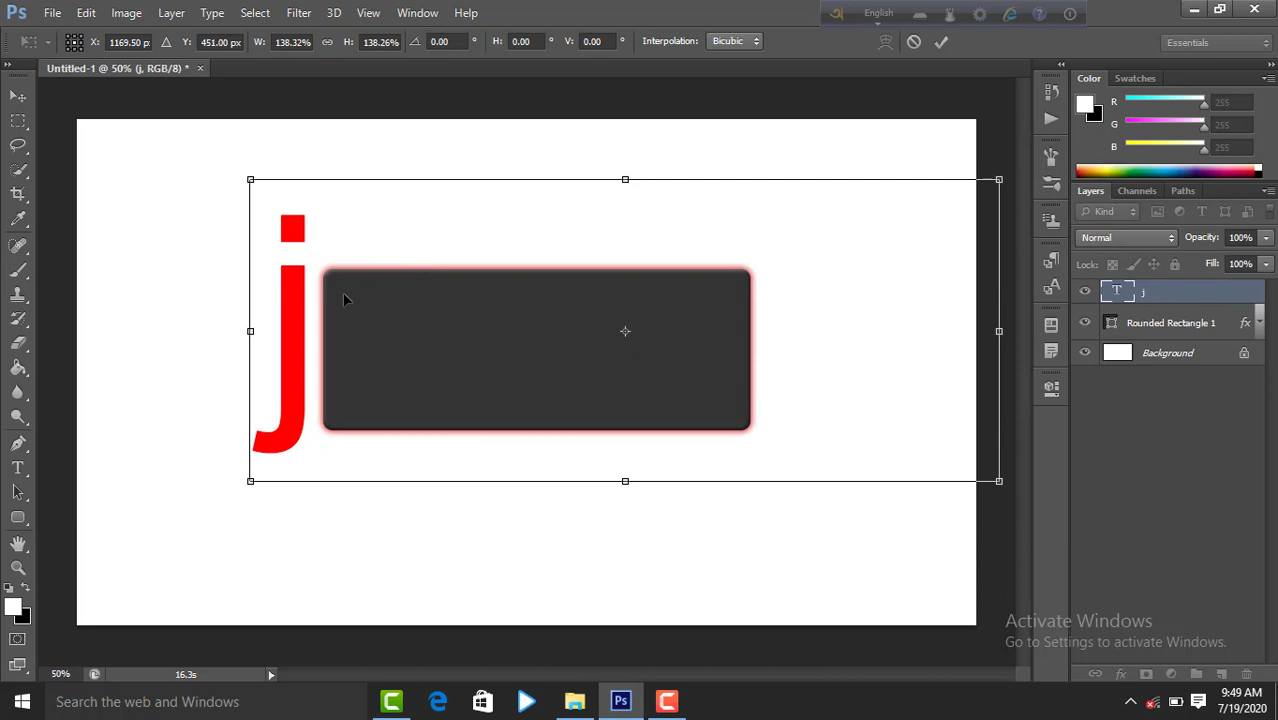 Ps File Edit Image Layer Type Select Filter 3D View Window Help
English
X: 1169.50 px Y: 451.00 px W: 138.32% H: 138.26% 0.00 ° H: 0.00 ° V: 0.00 ° Interpolation: Bicubic Essentials
Untitled-1 @ 50% (j, RGB/8) * ×
Color Swatches
R 255
G 255
B 255
Layers Channels Paths
Kind
Normal Opacity: 100%
Lock: Fill: 100%
T j
Rounded Rectangle 1 fx
Background
j
Activate Windows
Go to Settings to activate Windows.
50% 16.3s
Search the web and Windows
Ps
9:49 AM
7/19/2020